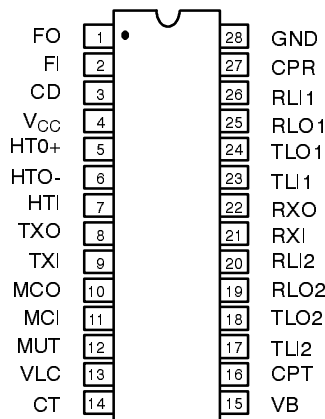 FO 1 28 GND
FI 2 27 CPR
CD 3 26 RLI1
VCC 4 25 RLO1
HT0+ 5 24 TLO1
HTO- 6 23 TLI1
HTI 7 22 RXO
TXO 8 21 RXI
TXI 9 20 RLI2
MCO 10 19 RLO2
MCI 11 18 TLO2
MUT 12 17 TLI2
VLC 13 16 CPT
CT 14 15 VB